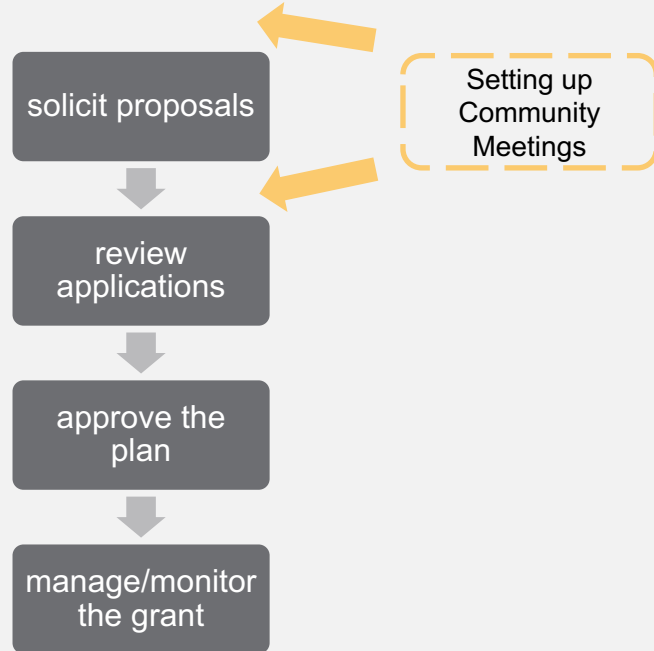 solicit proposals
Setting up
Community
Meetings
review
applications
approve the
plan
manage/monitor
the grant